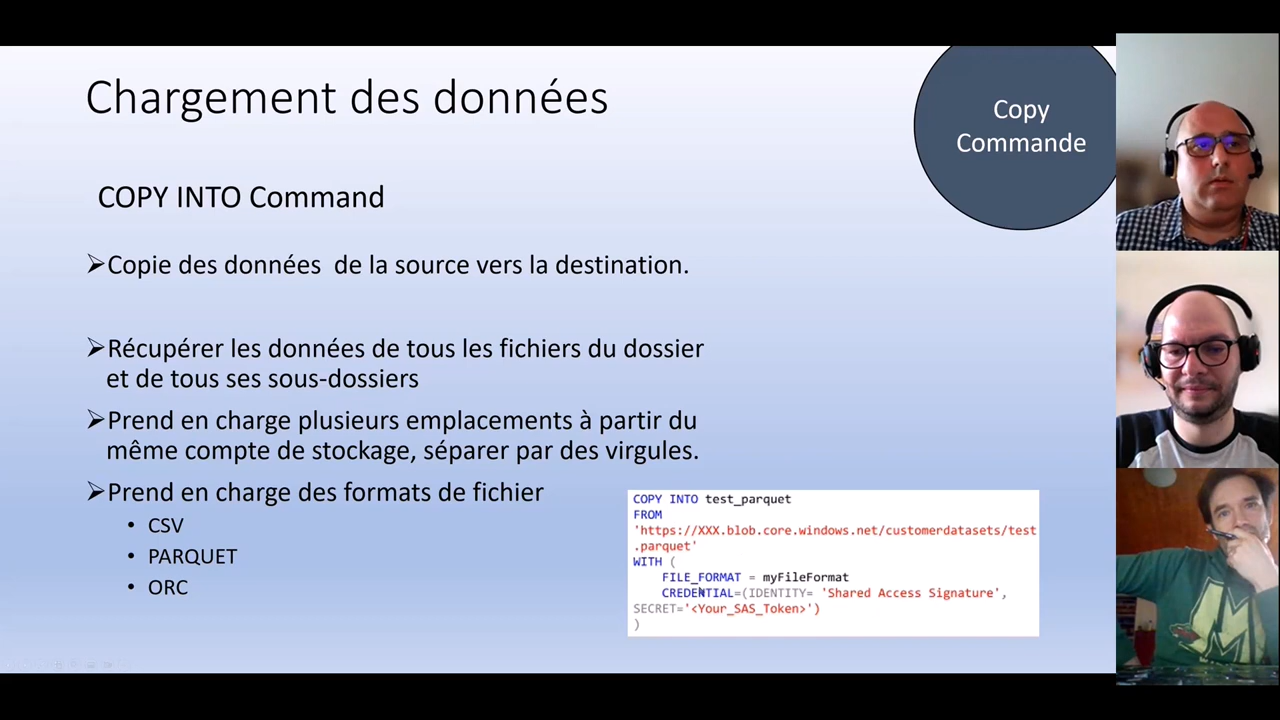 Chargement des données
Copy
Commande
COPY INTO Command
➢Copie des données  de la source vers la destination.
➢Récupérer les données de tous les fichiers du dossier
et de tous ses sous-dossiers
➢Prend en charge plusieurs emplacements à partir du
même compte de stockage, séparer par des virgules.
➢Prend en charge des formats de fichier
• CSV
• PARQUET
• ORC
COPY INTO test_parquet
FROM
'https://XXX.blob.core.windows.net/customerdatasets/test
.parquet'
WITH (
FILE_FORMAT = myFileFormat
CREDENTIAL=(IDENTITY= 'Shared Access Signature',
SECRET='<Your_SAS_Token>')
)